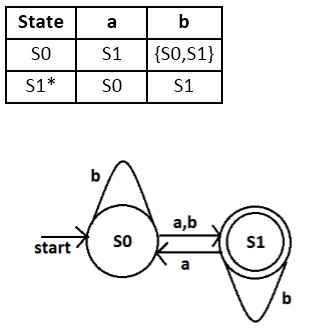 State a b
S0 S1 {S0,S1}
S1* S0 S1
b
a,b
start S0 S1
a
b